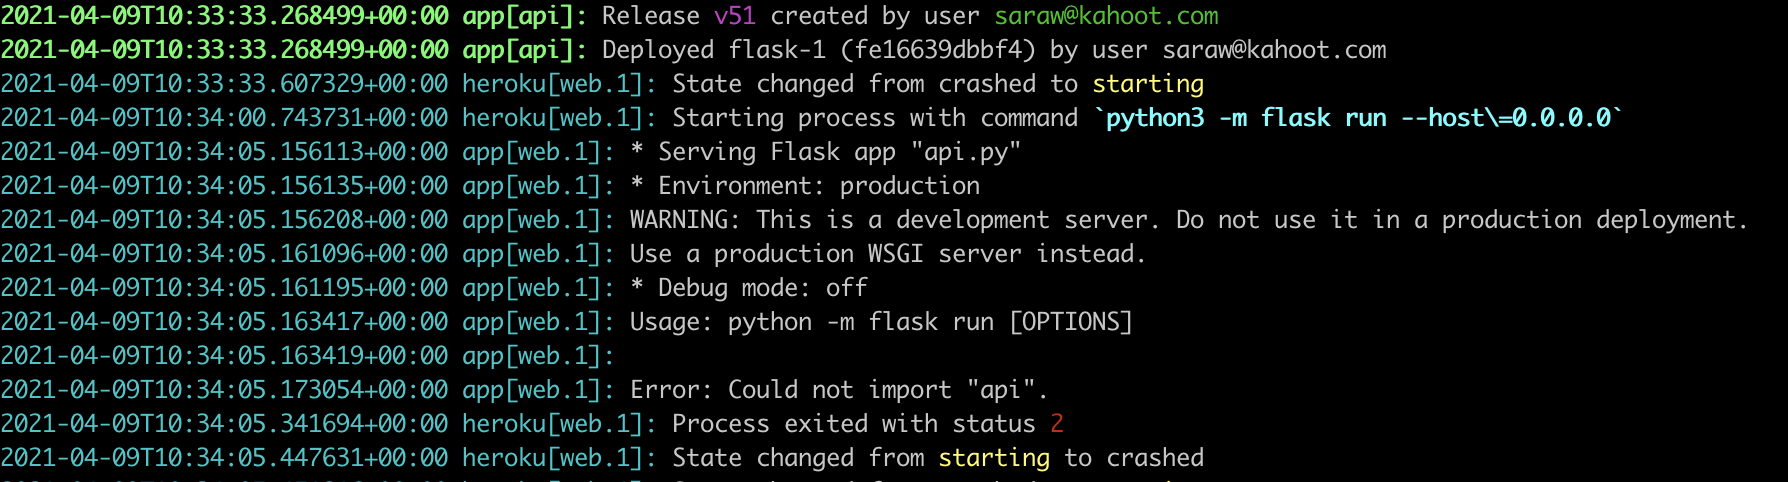 2021-04-09T10:33:33.268499+00:00 app[api]: Release v51 created by user saraw@kahoot.com
2021-04-09T10:33:33.268499+00:00 app[api]: Deployed flask-1 (fe16639dbbf4) by user saraw@kahoot.com
2021-04-09T10:33:33.607329+00:00 heroku[web.1]: State changed from crashed to starting
2021-04-09T10:34:00.743731+00:00 heroku[web.1]: Starting process with command `python3 -m flask run --host\=0.0.0.0`
2021-04-09T10:34:05.156113+00:00 app[web.1]: * Serving Flask app "api.py"
2021-04-09T10:34:05.156135+00:00 app[web.1]: * Environment: production
2021-04-09T10:34:05.156208+00:00 app[web.1]: WARNING: This is a development server. Do not use it in a production deployment.
2021-04-09T10:34:05.161096+00:00 app[web.1]: Use a production WSGI server instead.
2021-04-09T10:34:05.161195+00:00 app[web.1]: * Debug mode: off
2021-04-09T10:34:05.163417+00:00 app[web.1]: Usage: python -m flask run [OPTIONS]
2021-04-09T10:34:05.163419+00:00 app[web.1]:
2021-04-09T10:34:05.173054+00:00 app[web.1]: Error: Could not import "api".
2021-04-09T10:34:05.341694+00:00 heroku[web.1]: Process exited with status 2
2021-04-09T10:34:05.447631+00:00 heroku[web.1]: State changed from starting to crashed